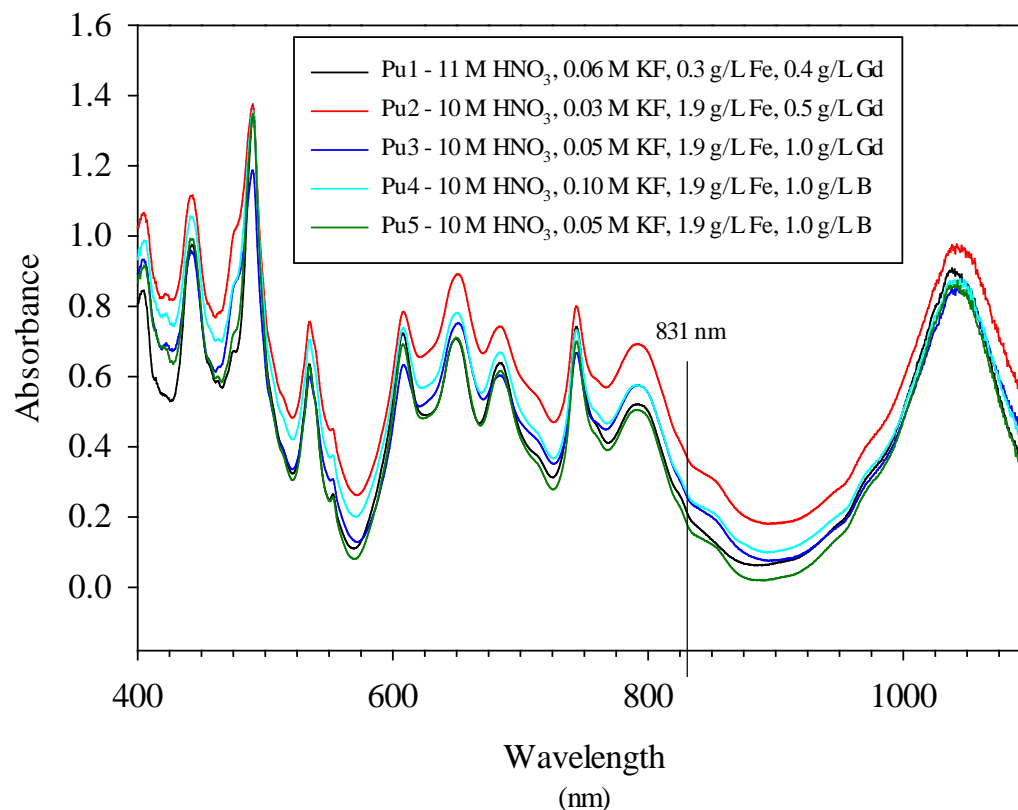 1.6
1.4
1.2
1.0
0.8
0.6
0.4
0.2
0.0
Absorbance
Pu1 - 11 M HNO₃, 0.06 M KF, 0.3 g/L Fe, 0.4 g/L Gd
Pu2 - 10 M HNO₃, 0.03 M KF, 1.9 g/L Fe, 0.5 g/L Gd
Pu3 - 10 M HNO₃, 0.05 M KF, 1.9 g/L Fe, 1.0 g/L Gd
Pu4 - 10 M HNO₃, 0.10 M KF, 1.9 g/L Fe, 1.0 g/L B
Pu5 - 10 M HNO₃, 0.05 M KF, 1.9 g/L Fe, 1.0 g/L B
831 nm
400 600 800 1000
Wavelength
(nm)